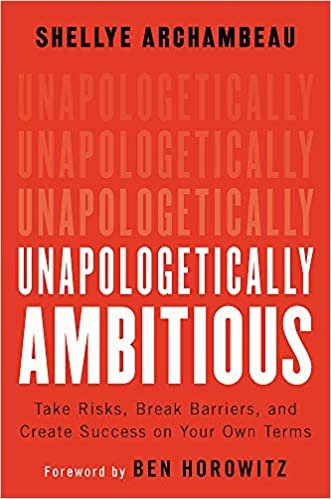 SHELLYE ARCHAMBEAU
UNAPOLOGETICALLY
UNAPOLOGETICALLY
UNAPOLOGETICALLY
UNAPOLOGETICALLY
AMBITIOUS
Take Risks, Break Barriers, and
Create Success on Your Own Terms
Foreword by BEN HOROWITZ